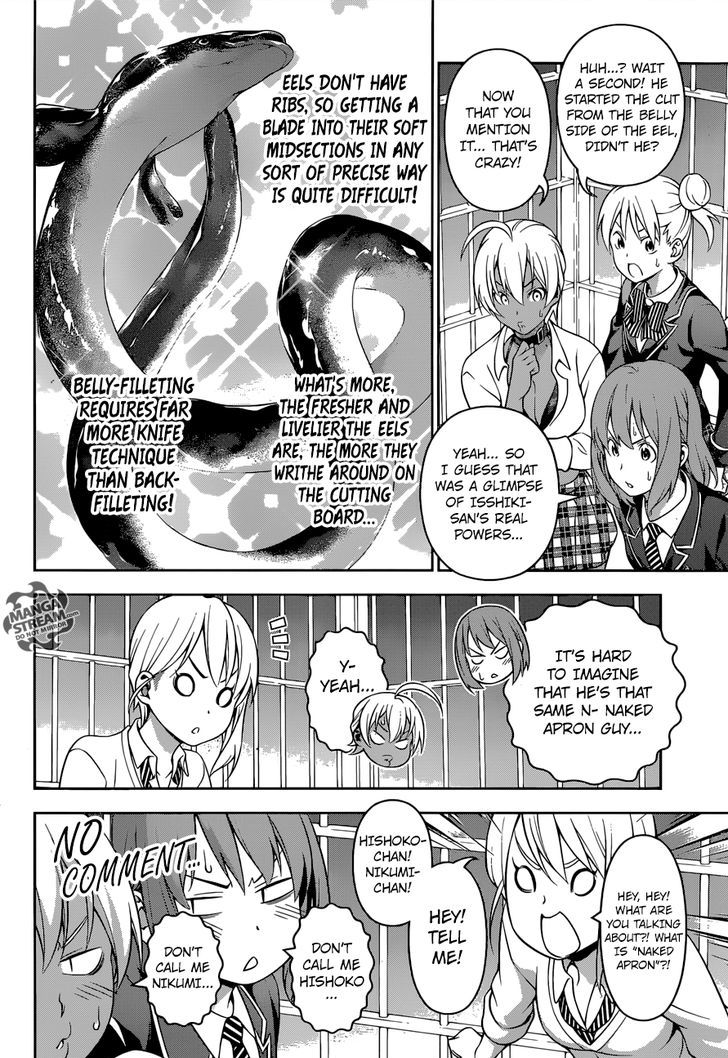 HUH...? WAIT
A SECOND! HE
STARTED THE CUT
FROM THE BELLY
SIDE OF THE EEL,
DIDN'T HE?
NOW
THAT YOU
MENTION
IT... THAT'S
CRAZY!
YEAH... SO
I GUESS THAT
WAS A GLIMPSE
OF ISSHIKI-
SAN'S REAL
POWERS...
EELS DON'T HAVE
RIBS, SO GETTING A
BLADE INTO THEIR SOFT
MIDSECTIONS IN ANY
SORT OF PRECISE WAY
IS QUITE DIFFICULT!
WHAT'S MORE,
THE FRESHER AND
LIVELIER THE EELS
ARE, THE MORE THEY
WRITHE AROUND ON
THE CUTTING
BOARD...
BELLY-FILLETING
REQUIRES FAR
MORE KNIFE
TECHNIQUE
THAN BACK-
FILLETING!
MANGA
STREAM.com
DO NOT MIRROR
IT'S HARD
TO IMAGINE
THAT HE'S THAT
SAME N- NAKED
APRON GUY...
Y-
YEAH...
HEY, HEY!
WHAT ARE YOU
TALKING
ABOUT?! WHAT
IS "NAKED
APRON"?!
HISHOKO-
CHAN!
NIKUMI-
CHAN!
HEY!
TELL
ME!
DON'T
CALL ME
HISHOKO
...
DON'T
CALL ME
NIKUMI...
NO
COMMENT...